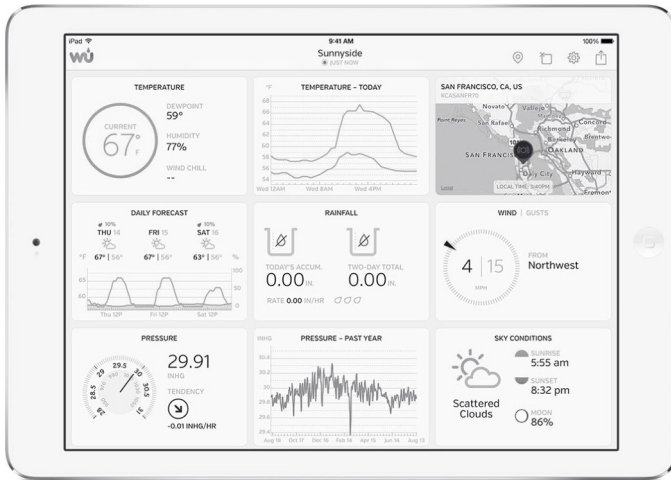 iPad
9:41 AM
100%
wu
Sunnyside
JUST NOW
TEMPERATURE
CURRENT
67°
F
DEWPOINT
59°
HUMIDITY
77%
WIND CHILL
--
TEMPERATURE – TODAY
°F
68
66
64
62
60
58
56
54
Wed 12AM Wed 8AM Wed 4PM
SAN FRANCISCO, CA, US
KCASANFR70
Novato
Vallejo
Point Reyes
San Rafael
Concord
Richmond
Berkeley
Brentwo
101
OAKLAND
SAN FRANCIS
Daly City
Hayward
Legal
LOCAL TIME, 5:40PM
Fremont
DAILY FORECAST
10% 10%
THU 14 FRI 15 SAT 16
°F 67° | 56° 67° | 56° 63° | 56° %
65
60
100
50
0
Thu 12P Fri 12P Sat 12P
RAINFALL
TODAY'S ACCUM.
0.00 IN.
TWO-DAY TOTAL
0.00 IN.
RATE 0.00 IN/HR
WIND | GUSTS
4 | 15
MPH
FROM
Northwest
PRESSURE
28
28.5
29
29.5
30
30.5
31
29.91
INHG
TENDENCY
-0.01 INHG/HR
PRESSURE – PAST YEAR
INHG
30.4
30.2
30
29.8
29.6
29.4
Aug 18 Oct 17 Dec 16 Feb 14 Apr 15 Jun 14 Aug 13
SKY CONDITIONS
Scattered
Clouds
SUNRISE
5:55 am
SUNSET
8:32 pm
MOON
86%